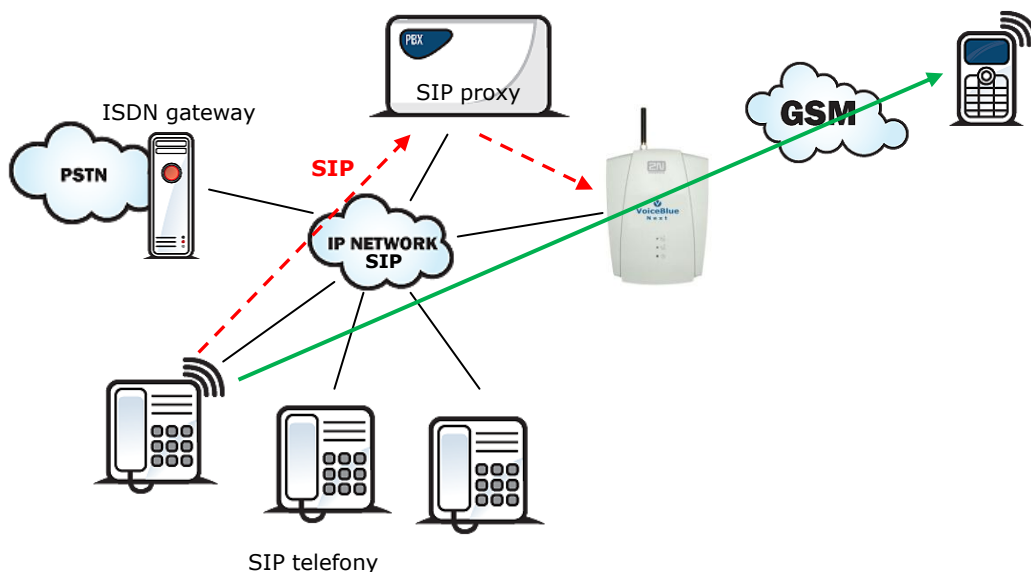 PBX
SIP proxy
ISDN gateway
GSM
PSTN
SIP
2N
VoiceBlue
Next
IP NETWORK
SIP
SIP telefony